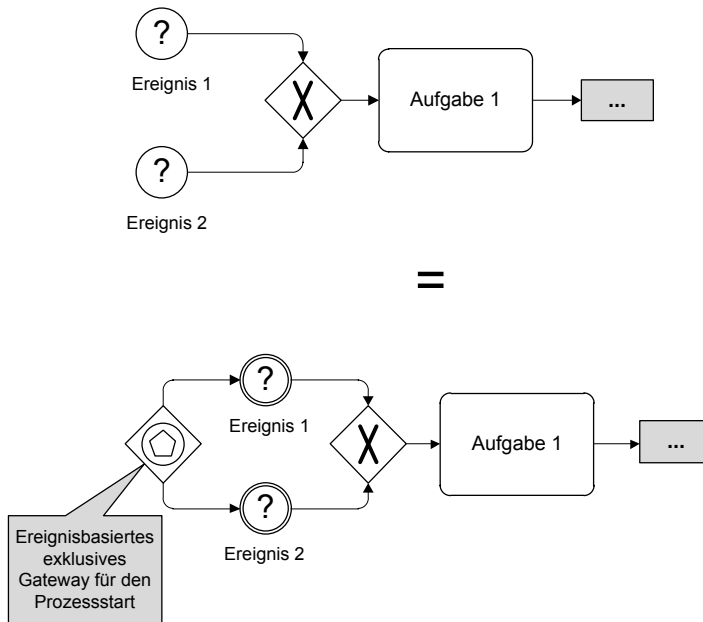 ?
Ereignis 1
X
Aufgabe 1
...
?
Ereignis 2
=
?
Ereignis 1
X
Aufgabe 1
...
?
Ereignis 2
Ereignisbasiertes
exklusives
Gateway für den
Prozessstart